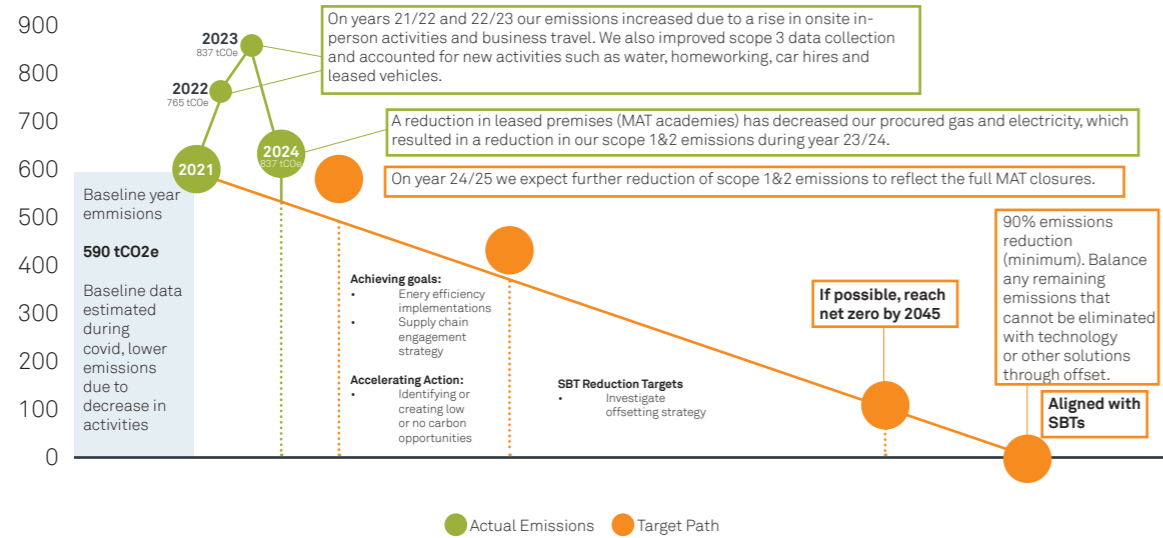 900
800
700
600
500
400
300
200
100
0
2023
837 tCOe
2022
765 tCOe
2021
2024
837 tCOe
On years 21/22 and 22/23 our emissions increased due to a rise in onsite in-
person activities and business travel. We also improved scope 3 data collection
and accounted for new activities such as water, homeworking, car hires and
leased vehicles.
A reduction in leased premises (MAT academies) has decreased our procured gas and electricity, which
resulted in a reduction in our scope 1&2 emissions during year 23/24.
On year 24/25 we expect further reduction of scope 1&2 emissions to reflect the full MAT closures.
Baseline year
emmisions
590 tCO2e
Baseline data
estimated
during
covid, lower
emissions
due to
decrease in
activities
Achieving goals:
• Enery efficiency
implementations
• Supply chain
engagement
strategy
Accelerating Action:
• Identifying or
creating low
or no carbon
opportunities
SBT Reduction Targets
• Investigate
offsetting strategy
If possible, reach
net zero by 2045
90% emissions
reduction
(minimum). Balance
any remaining
emissions that
cannot be eliminated
with technology
or other solutions
through offset.
Aligned with
SBTs
Actual Emissions
Target Path